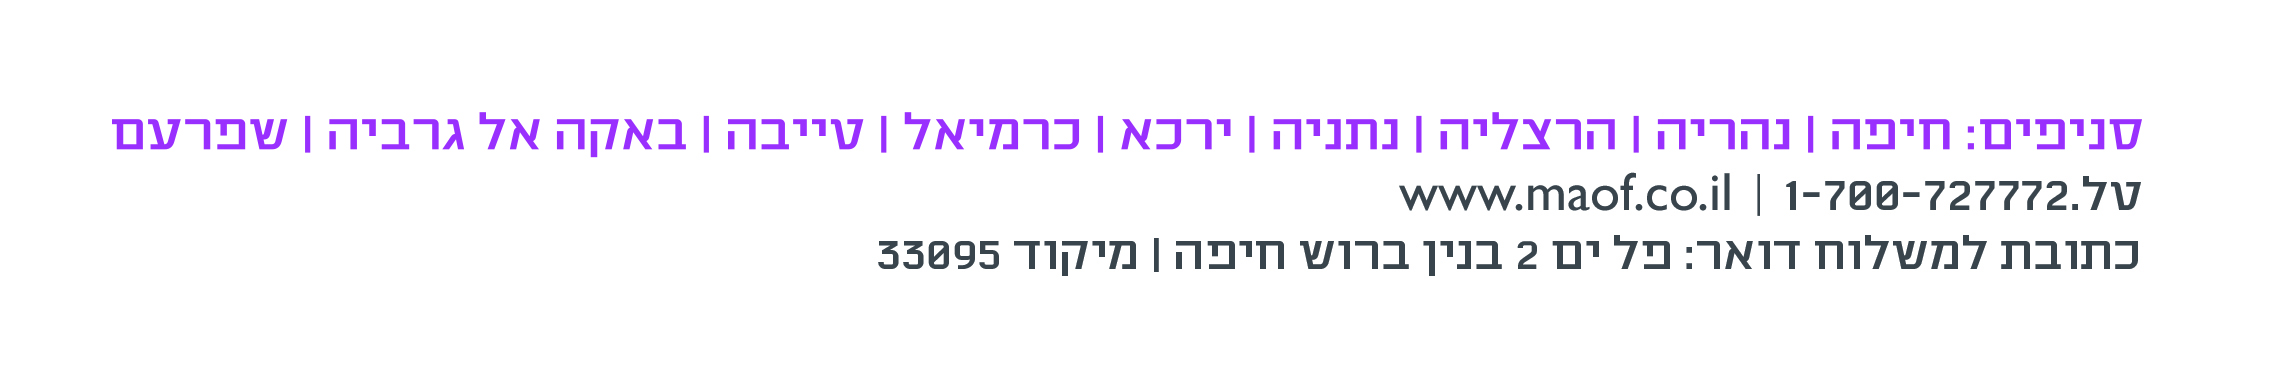 סניפים: חיפה | נהריה | הרצליה | נתניה | ירכא | כרמיאל | טייבה | באקה אל גרביה | שפרעם
טל.1-700-727772 | www.maof.co.il
כתובת למשלוח דואר: פל ים 2 בנין ברוש חיפה | מיקוד 33095